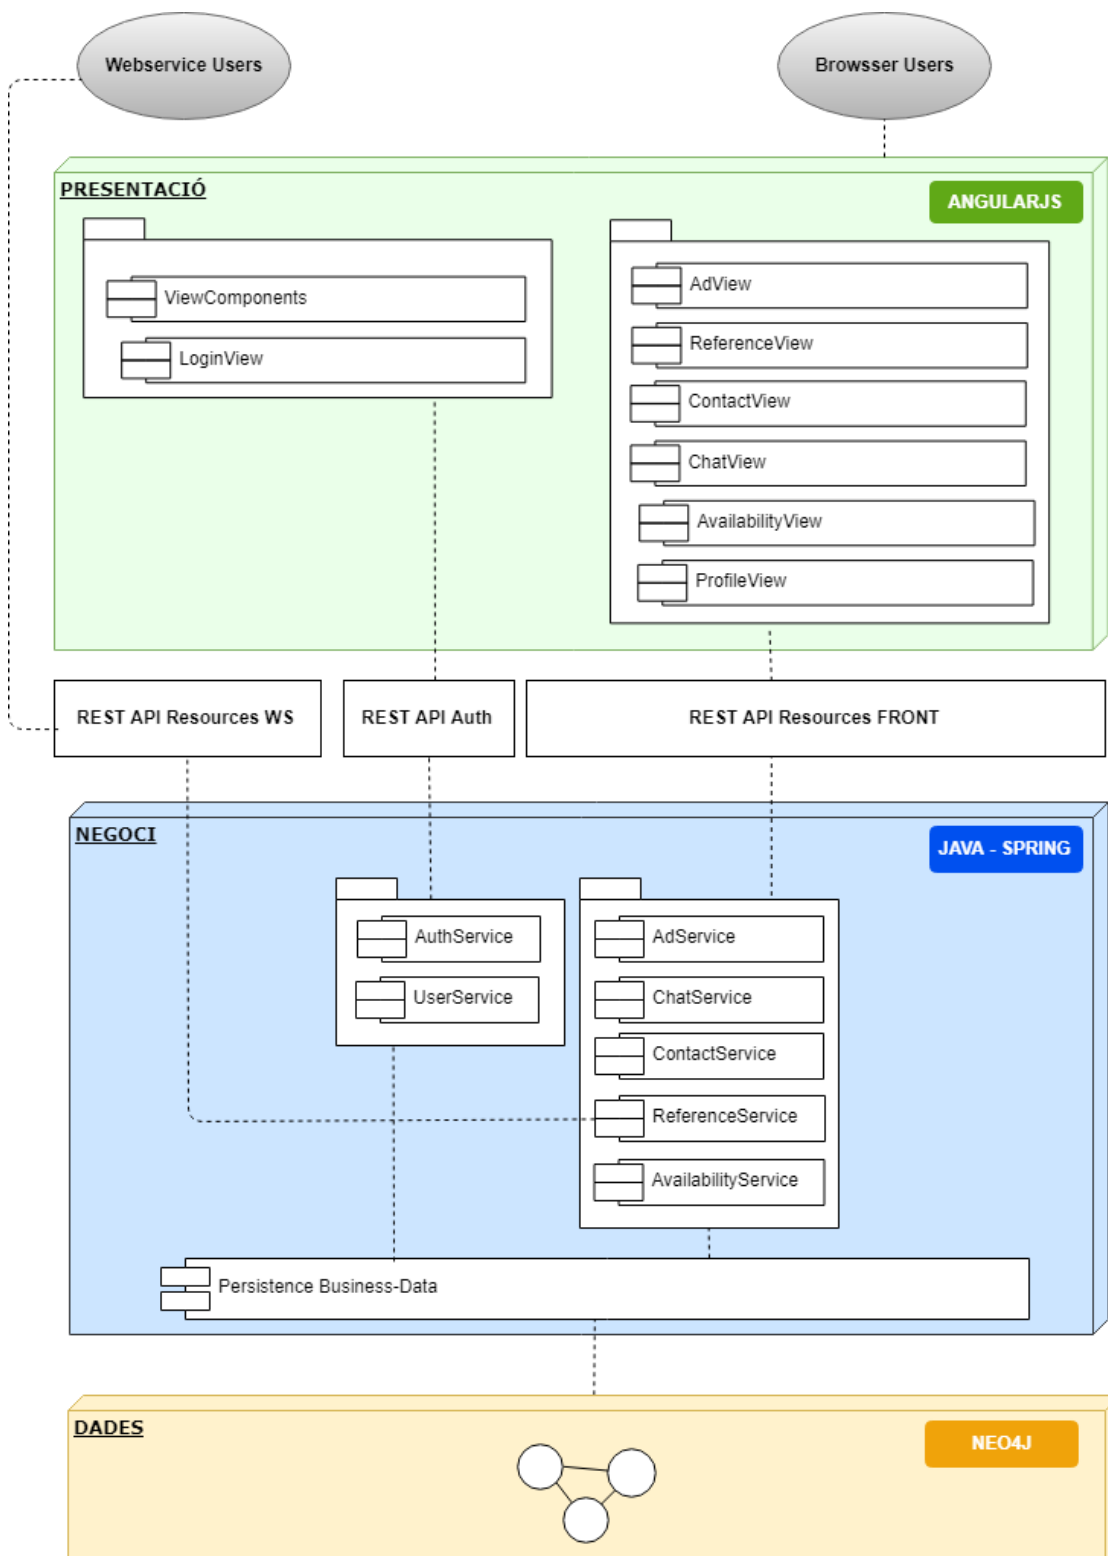 Webservice Users
Browsser Users
PRESENTACIÓ
ANGULARJS
ViewComponents
LoginView
AdView
ReferenceView
ContactView
ChatView
AvailabilityView
ProfileView
REST API Resources WS
REST API Auth
REST API Resources FRONT
NEGOCI
JAVA - SPRING
AuthService
UserService
AdService
ChatService
ContactService
ReferenceService
AvailabilityService
Persistence Business-Data
DADES
NEO4J